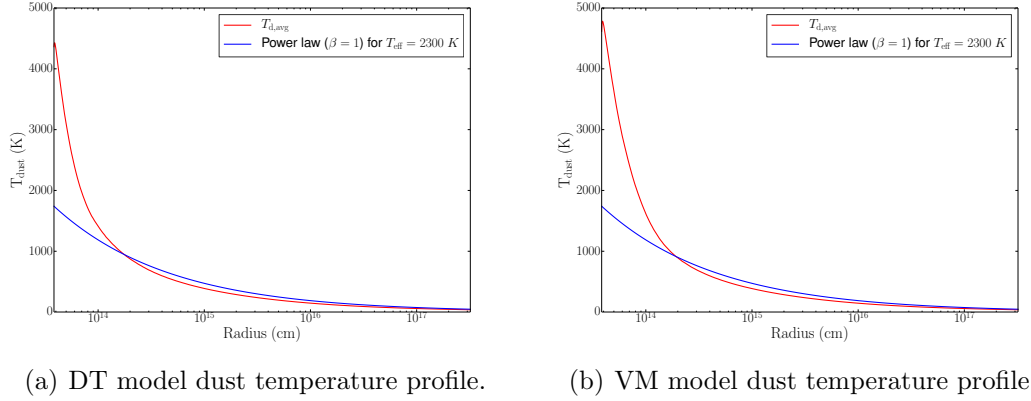 5000
4000
3000
2000
1000
0
T_dust (K)
T_d,avg
Power law (β = 1) for T_eff = 2300 K
10^14
10^15
10^16
10^17
Radius (cm)
(a) DT model dust temperature profile.
5000
4000
3000
2000
1000
0
T_dust (K)
T_d,avg
Power law (β = 1) for T_eff = 2300 K
10^14
10^15
10^16
10^17
Radius (cm)
(b) VM model dust temperature profile